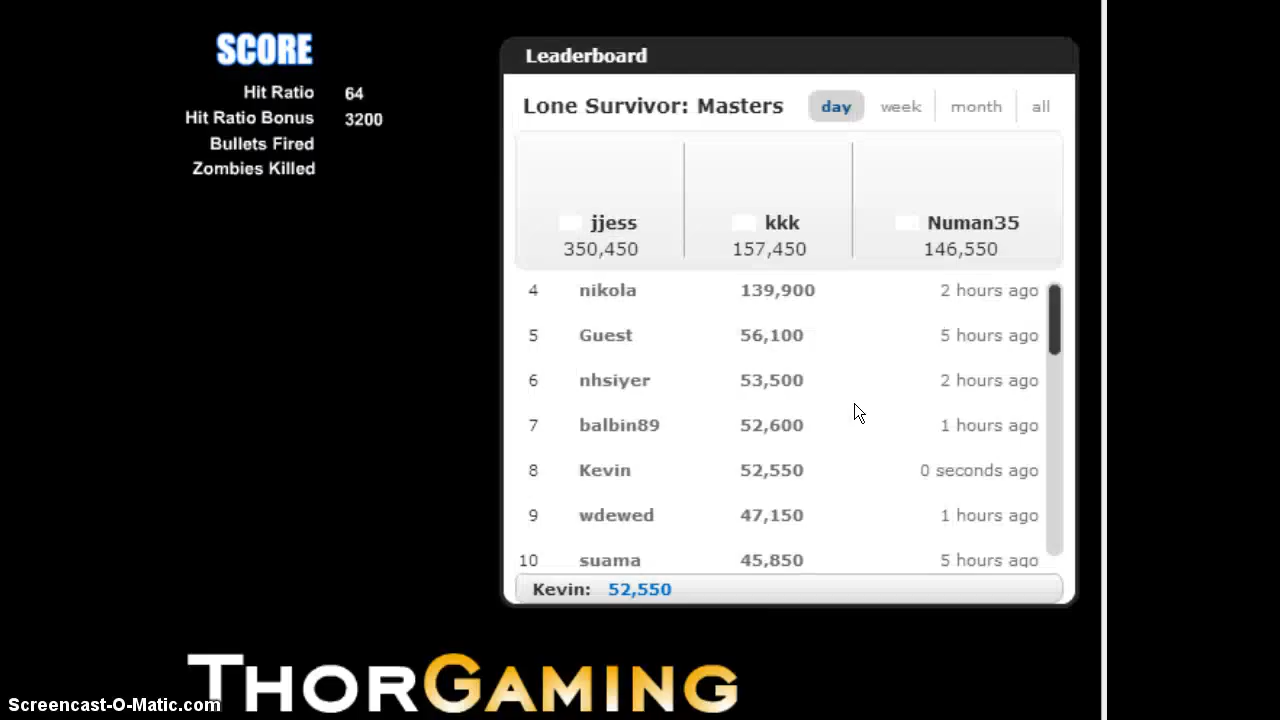 SCORE
Hit Ratio 64
Hit Ratio Bonus 3200
Bullets Fired
Zombies Killed
Leaderboard
Lone Survivor: Masters day week month all
jjess kkk Numan35
350,450 157,450 146,550
4 nikola 139,900 2 hours ago
5 Guest 56,100 5 hours ago
6 nhsiyer 53,500 2 hours ago
7 balbin89 52,600 1 hours ago
8 Kevin 52,550 0 seconds ago
9 wdewed 47,150 1 hours ago
10 suama 45,850 5 hours ago
Kevin: 52,550
THORGAMING
Screencast-O-Matic.com